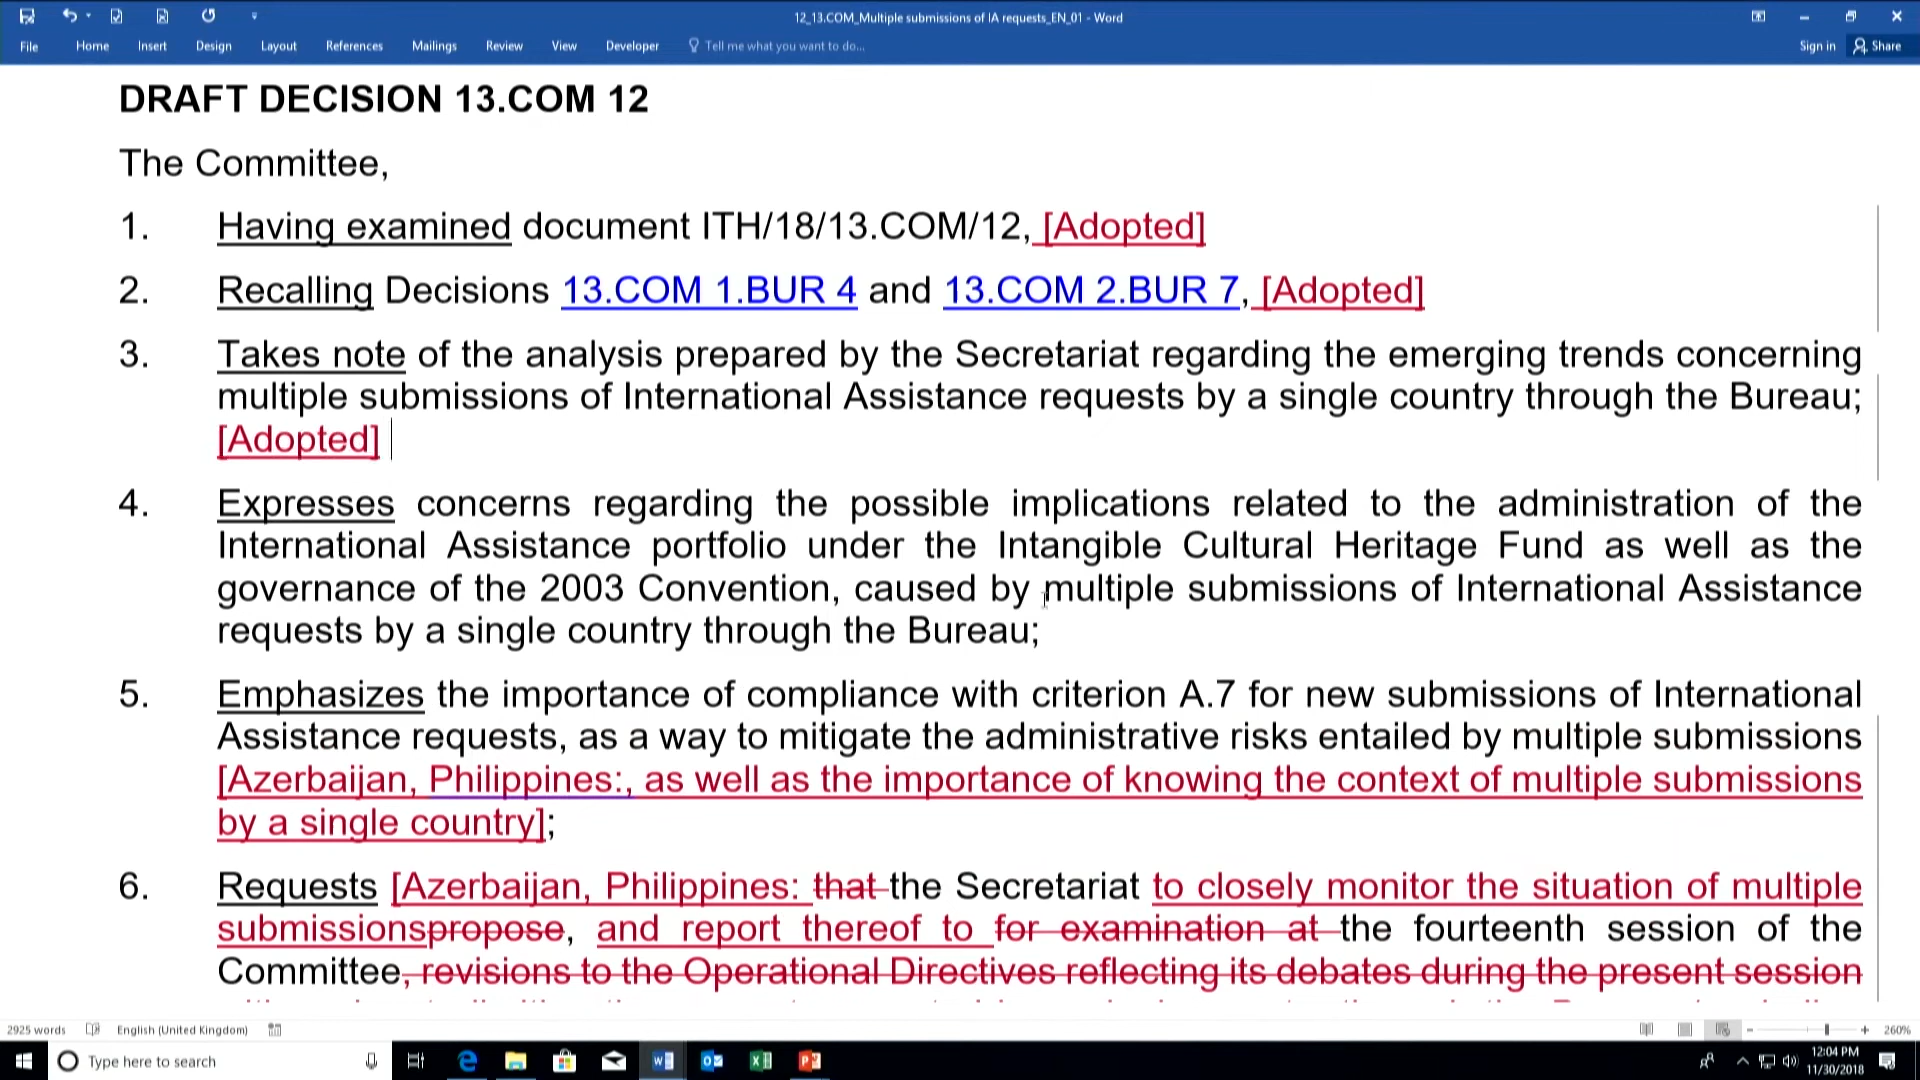 12_13.COM_Multiple submissions of IA requests_EN_01 - Word
File Home Insert Design Layout References Mailings Review View Developer Tell me what you want to do... Sign in Share
DRAFT DECISION 13.COM 12
The Committee,
1. Having examined document ITH/18/13.COM/12, [Adopted]
2. Recalling Decisions 13.COM 1.BUR 4 and 13.COM 2.BUR 7, [Adopted]
3. Takes note of the analysis prepared by the Secretariat regarding the emerging trends concerning
multiple submissions of International Assistance requests by a single country through the Bureau;
[Adopted]
4. Expresses concerns regarding the possible implications related to the administration of the
International Assistance portfolio under the Intangible Cultural Heritage Fund as well as the
governance of the 2003 Convention, caused by multiple submissions of International Assistance
requests by a single country through the Bureau;
5. Emphasizes the importance of compliance with criterion A.7 for new submissions of International
Assistance requests, as a way to mitigate the administrative risks entailed by multiple submissions
[Azerbaijan, Philippines:, as well as the importance of knowing the context of multiple submissions
by a single country];
6. Requests [Azerbaijan, Philippines: that the Secretariat to closely monitor the situation of multiple
submissionspropose, and report thereof to for examination at the fourteenth session of the
Committee, revisions to the Operational Directives reflecting its debates during the present session
2925 words English (United Kingdom) 260%
Type here to search 12:04 PM
11/30/2018